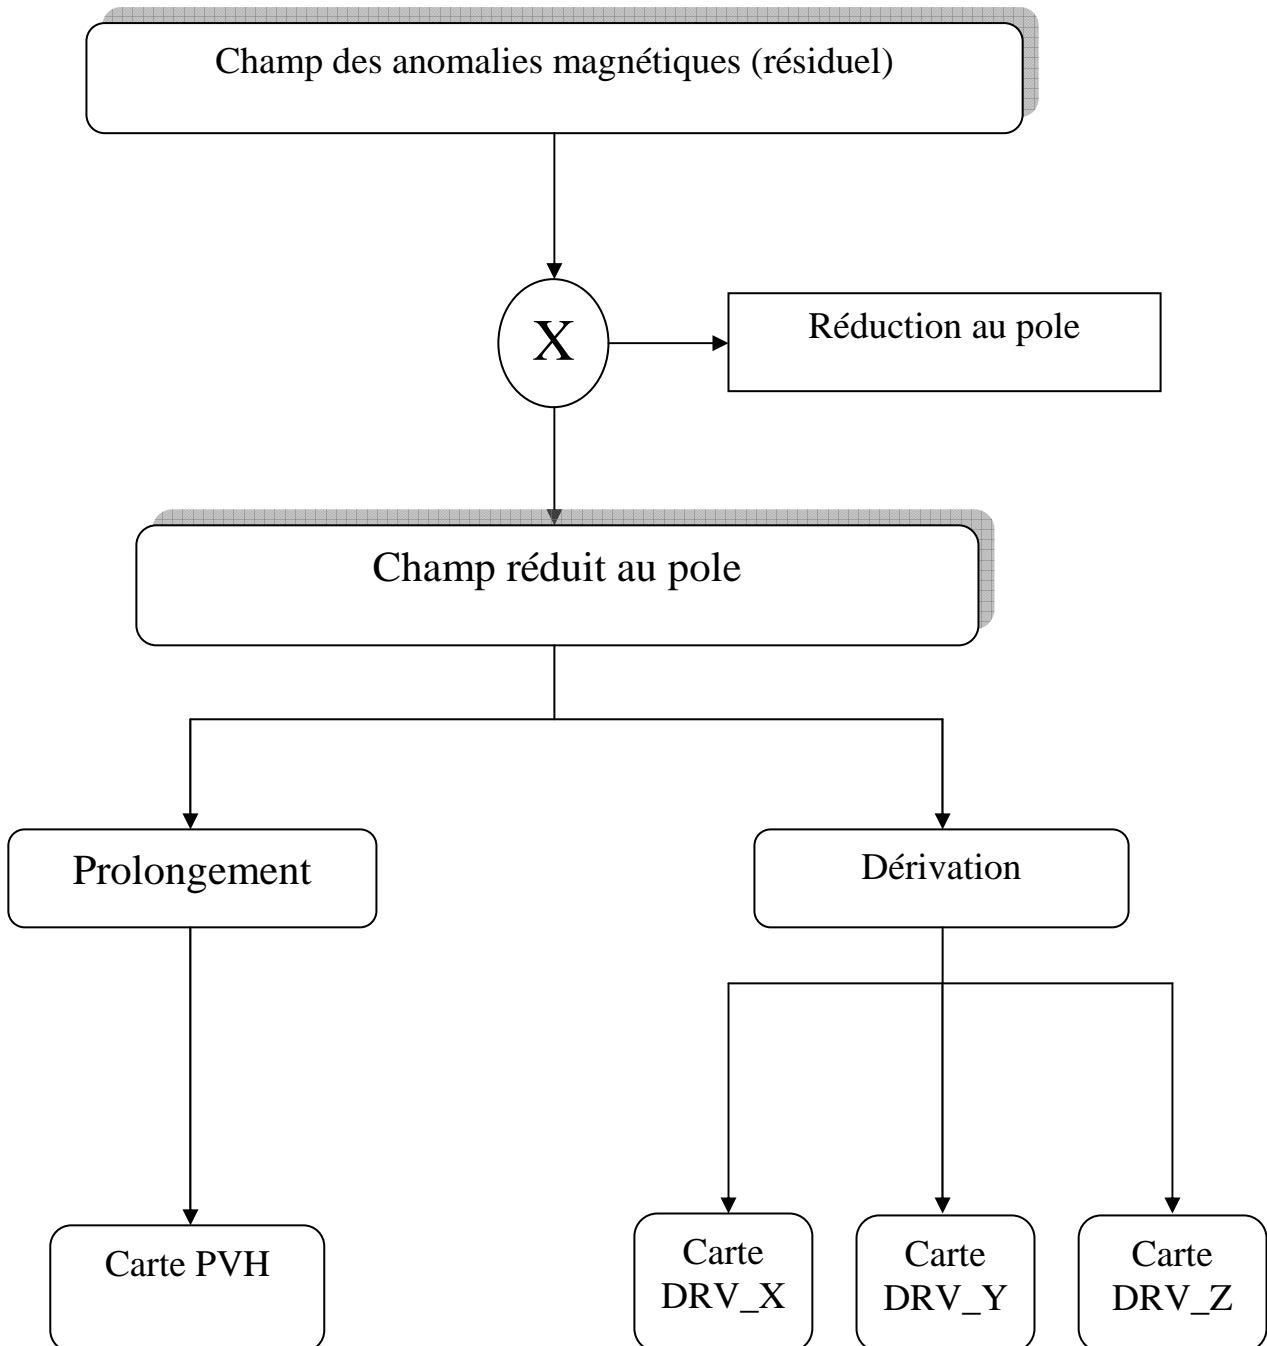 Champ des anomalies magnétiques (résiduel)
X
Réduction au pole
Champ réduit au pole
Prolongement
Dérivation
Carte PVH
Carte
DRV_X
Carte
DRV_Y
Carte
DRV_Z